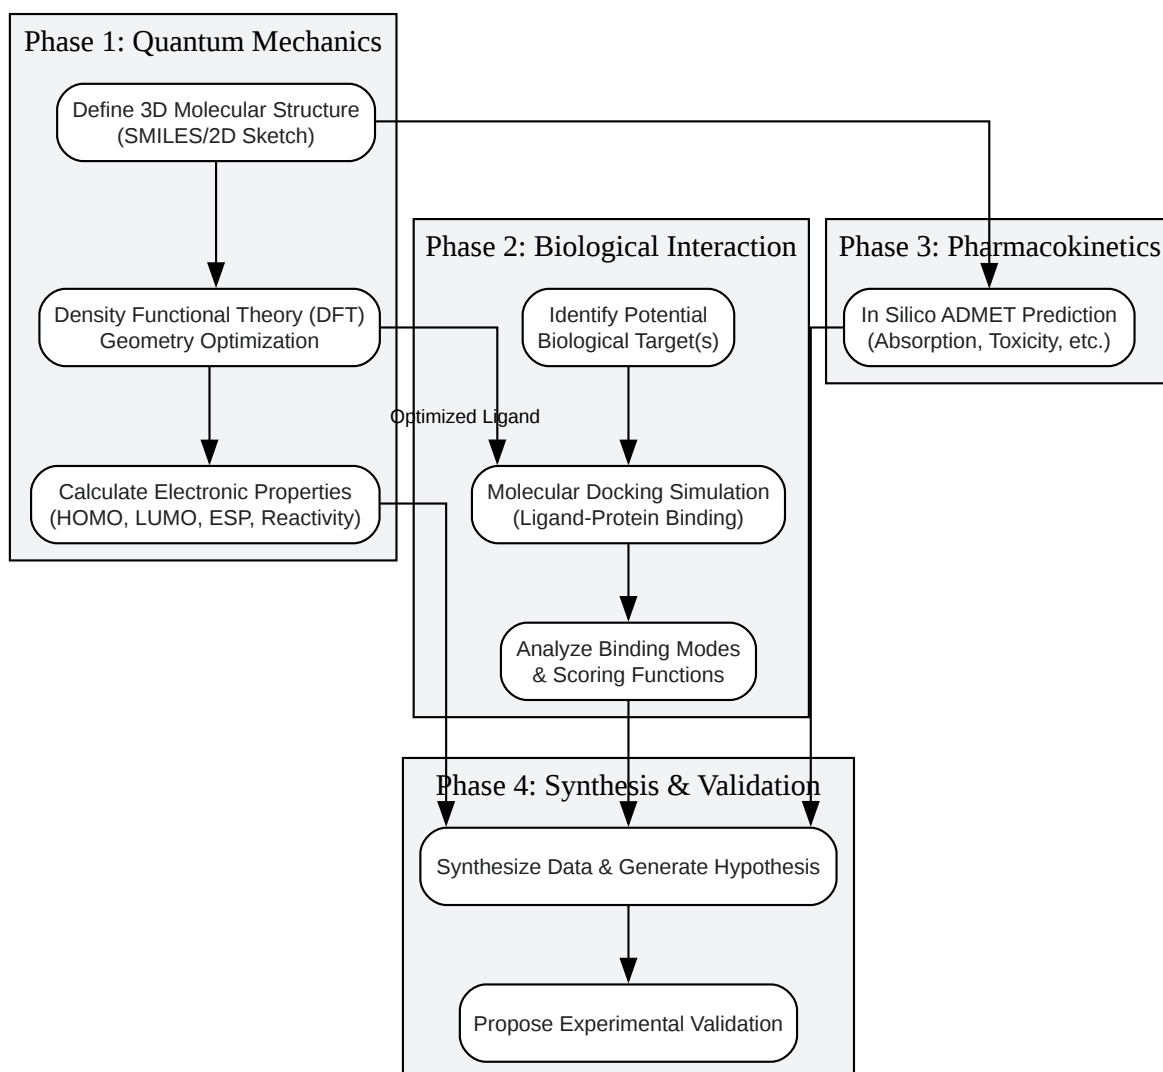 Phase 1: Quantum Mechanics
Define 3D Molecular Structure
(SMILES/2D Sketch)
Density Functional Theory (DFT)
Geometry Optimization
Calculate Electronic Properties
(HOMO, LUMO, ESP, Reactivity)
Optimized Ligand
Phase 2: Biological Interaction
Identify Potential
Biological Target(s)
Molecular Docking Simulation
(Ligand-Protein Binding)
Analyze Binding Modes
& Scoring Functions
Phase 3: Pharmacokinetics
In Silico ADMET Prediction
(Absorption, Toxicity, etc.)
Phase 4: Synthesis & Validation
Synthesize Data & Generate Hypothesis
Propose Experimental Validation